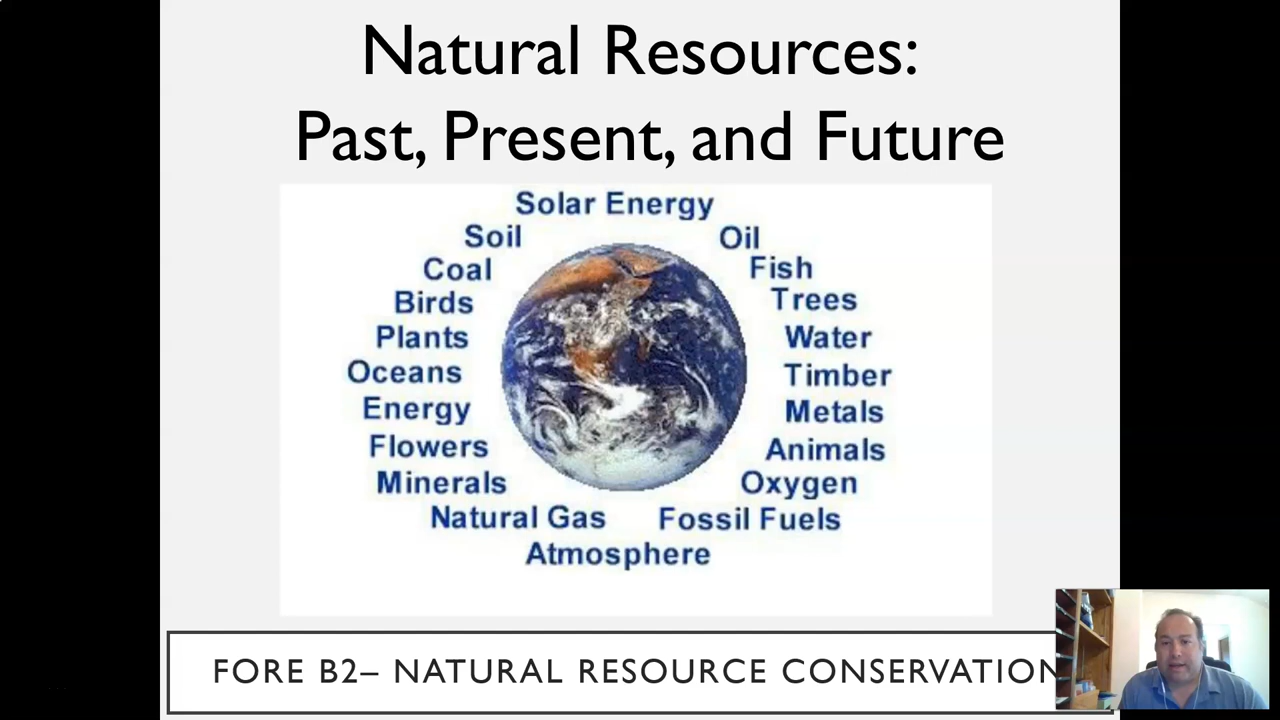 Natural Resources:
Past, Present, and Future
Solar Energy
Soil
Oil
Coal
Fish
Birds
Trees
Plants
Water
Oceans
Timber
Energy
Metals
Flowers
Animals
Minerals
Oxygen
Natural Gas
Fossil Fuels
Atmosphere
FORE B2– NATURAL RESOURCE CONSERVATION